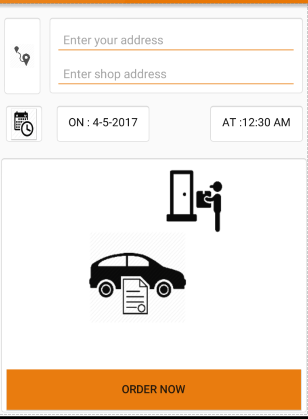 Enter your address
Enter shop address
ON : 4-5-2017
AT :12:30 AM
ORDER NOW